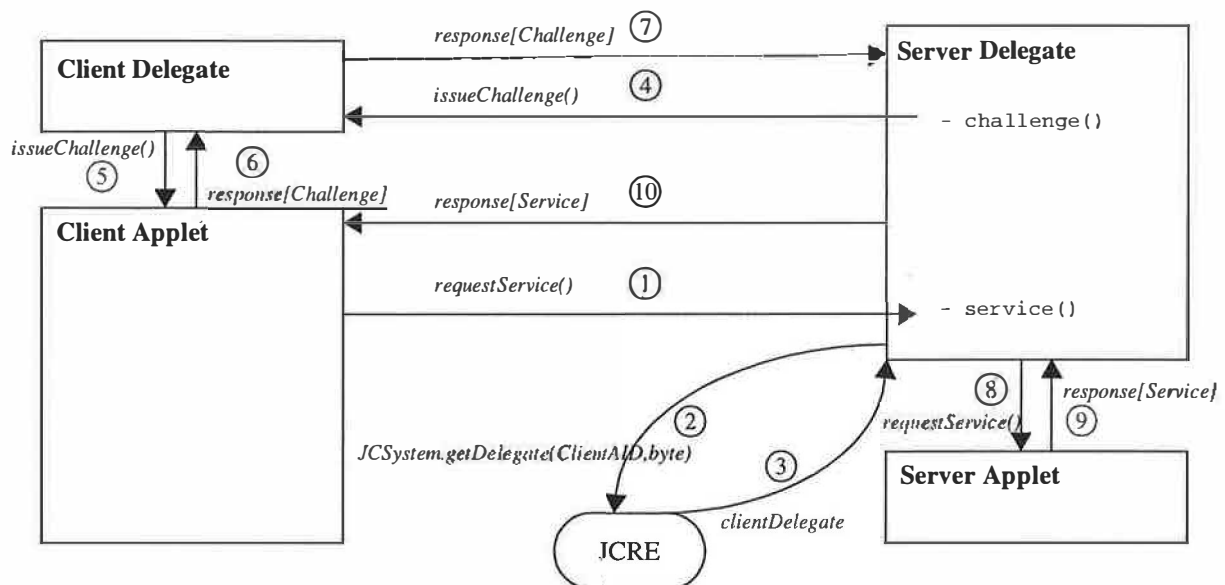 response[Challenge] ⑦
Client Delegate
Server Delegate
issueChallenge() ④
- challenge()
issueChallenge()
⑤
⑥
response[Challenge]
response[Service] ⑩
Client Applet
requestService() ①
- service()
②
JCSystem.getDelegate(ClientAID,byte)
③
clientDelegate
JCRE
⑧
response[Service]
requestService()
⑨
Server Applet